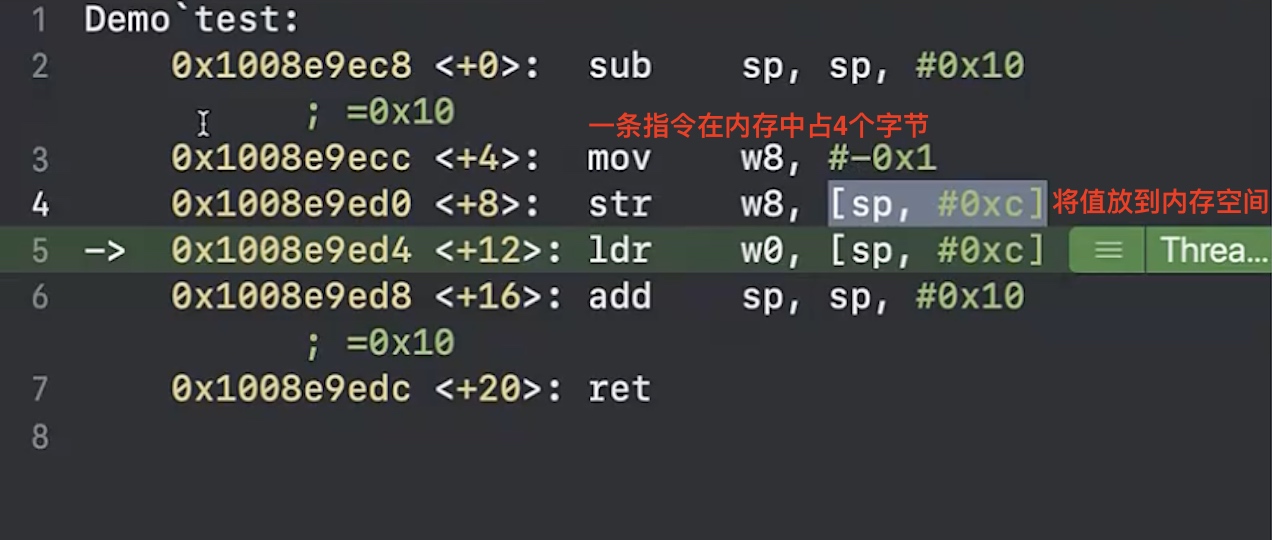 1 Demo`test:
2 0x1008e9ec8 <+0>: sub sp, sp, #0x10
; =0x10
一条指令在内存中占4个字节
3 0x1008e9ecc <+4>: mov w8, #-0x1
4 0x1008e9ed0 <+8>: str w8, [sp, #0xc] 将值放到内存空间
5 -> 0x1008e9ed4 <+12>: ldr w0, [sp, #0xc] Threa...
6 0x1008e9ed8 <+16>: add sp, sp, #0x10
; =0x10
7 0x1008e9edc <+20>: ret
8